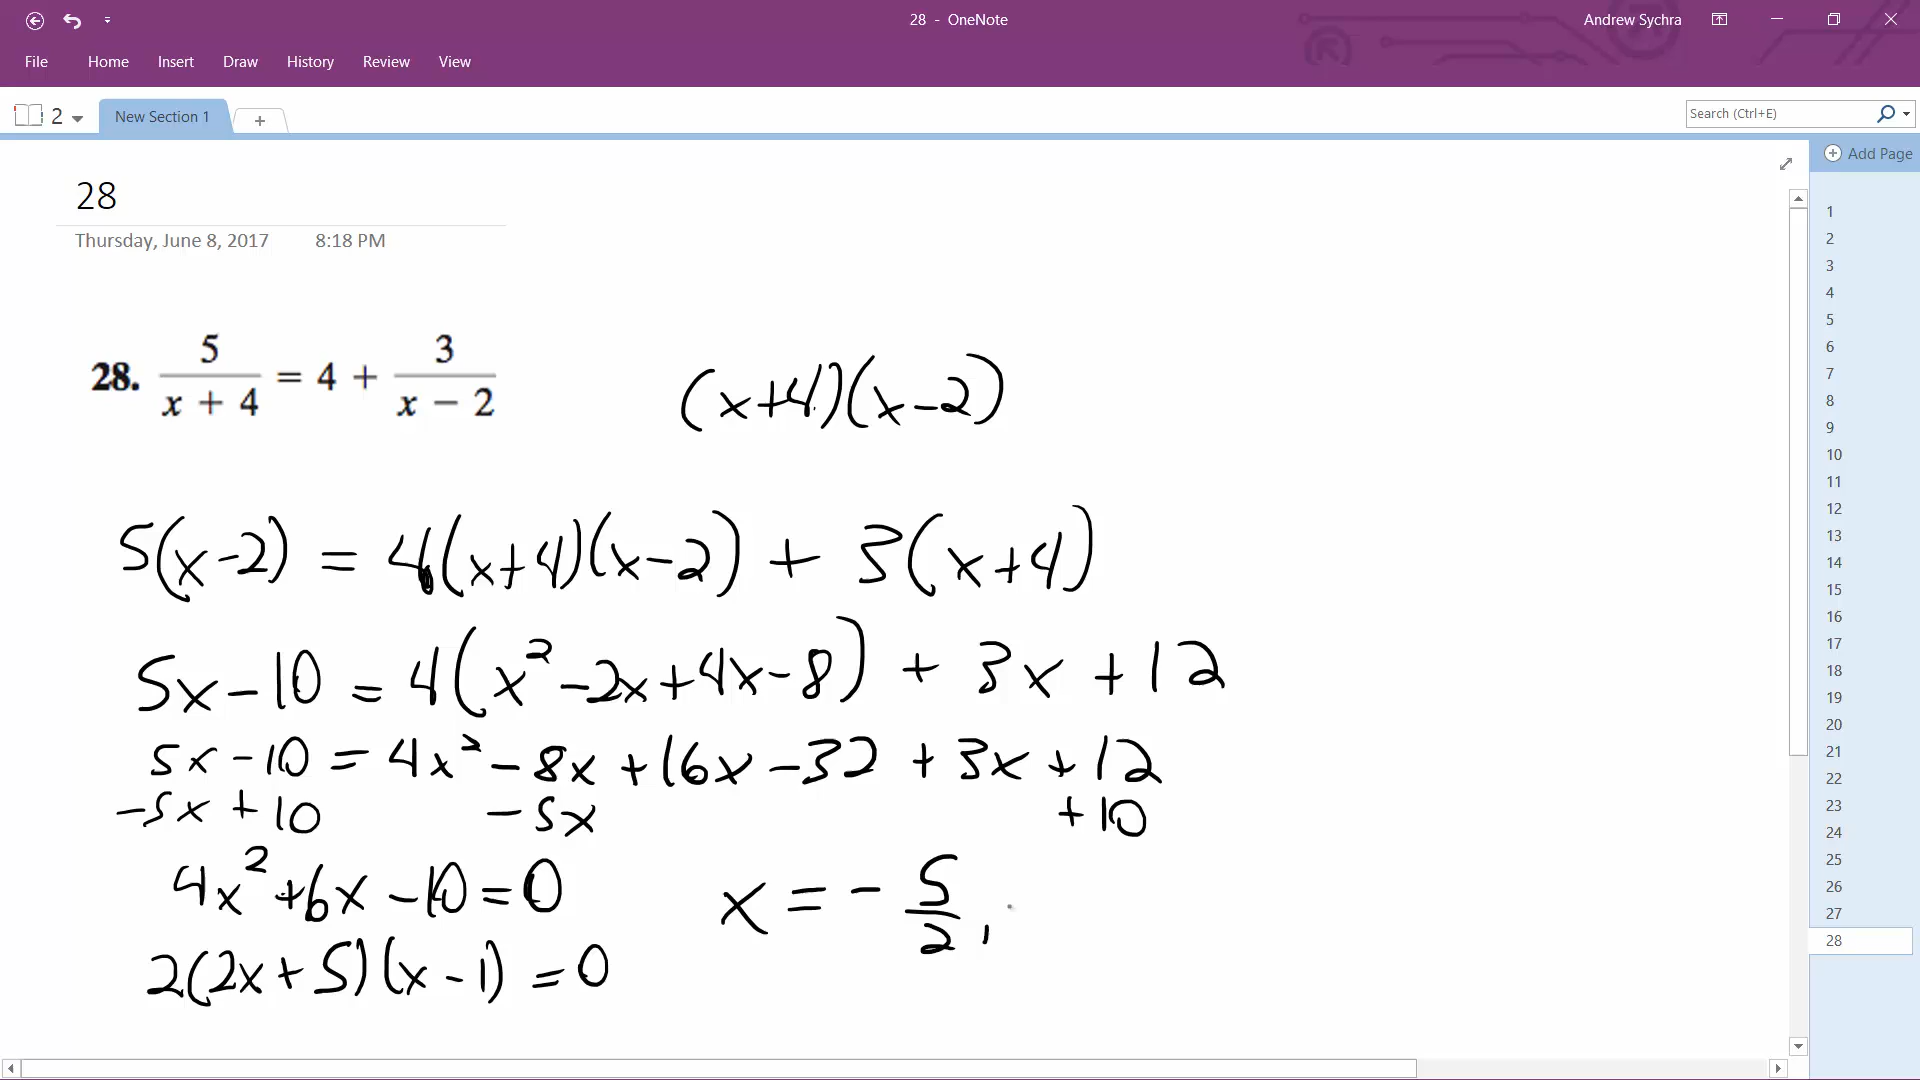 28 - OneNote
Andrew Sychra
File Home Insert Draw History Review View
2
New Section 1
+
Search (Ctrl+E)
Add Page
28
Thursday, June 8, 2017 8:18 PM
28. 5/(x + 4) = 4 + 3/(x − 2)
(x+4)(x-2)
5(x-2) = 4(x+4)(x-2) + 3(x+4)
5x-10 = 4(x²-2x+4x-8) + 3x+12
5x-10 = 4x²-8x+16x-32+3x+12
-5x+10 -5x +10
4x²+6x-10=0
x = -5/2,
2(2x+5)(x-1)=0
1
2
3
4
5
6
7
8
9
10
11
12
13
14
15
16
17
18
19
20
21
22
23
24
25
26
27
28